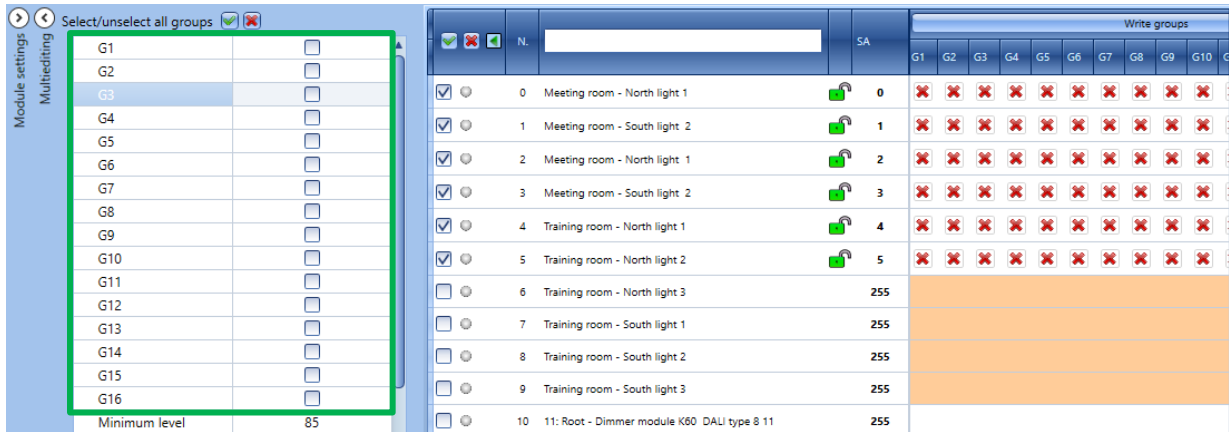 Module settings
Multiediting
Select/unselect all groups
G1
G2
G3
G4
G5
G6
G7
G8
G9
G10
G11
G12
G13
G14
G15
G16
Minimum level 85
N. SA Write groups
G1 G2 G3 G4 G5 G6 G7 G8 G9 G10
0 Meeting room - North light 1 0
1 Meeting room - South light 2 1
2 Meeting room - North light 1 2
3 Meeting room - South light 2 3
4 Training room - North light 1 4
5 Training room - North light 2 5
6 Training room - North light 3 255
7 Training room - South light 1 255
8 Training room - South light 2 255
9 Training room - South light 3 255
10 11: Root - Dimmer module K60 DALI type 8 11 255